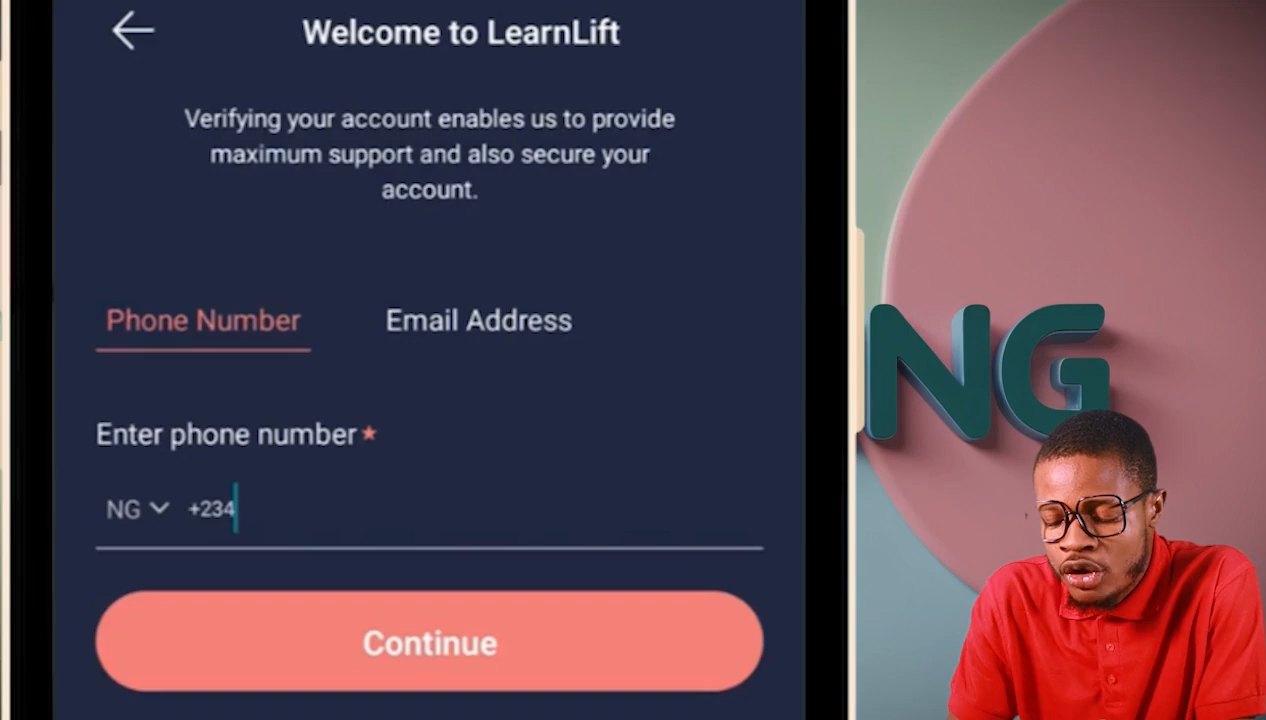 Welcome to LearnLift
Verifying your account enables us to provide
maximum support and also secure your
account.
Phone Number Email Address
Enter phone number*
NG +234
Continue
NG